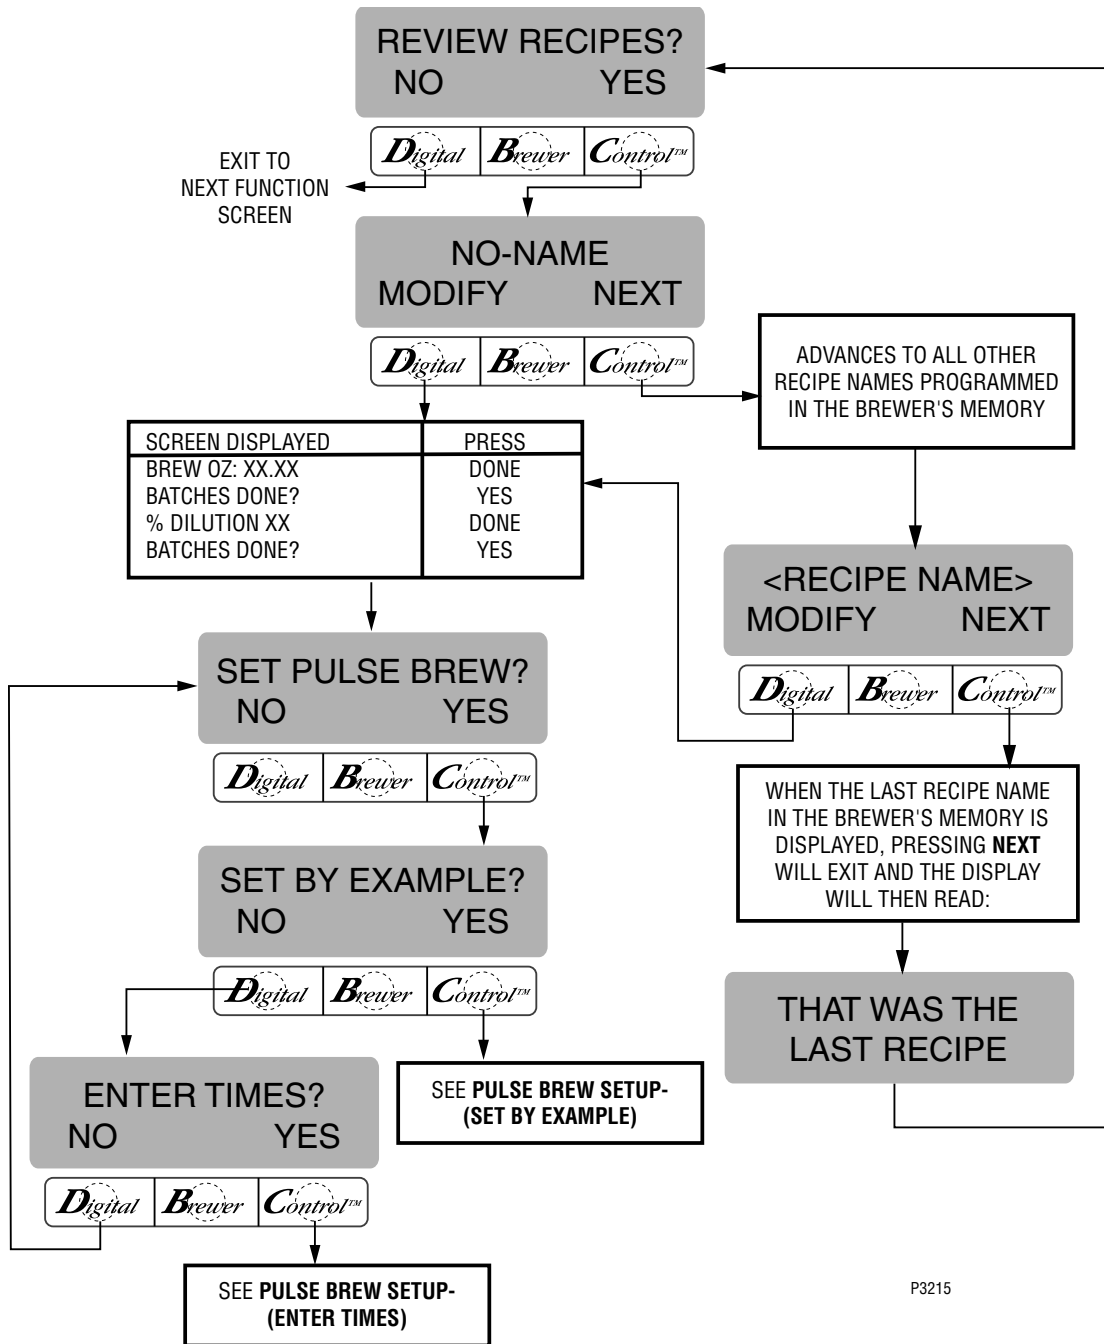 REVIEW RECIPES?
NO YES
Digital Brewer Control™
EXIT TO
NEXT FUNCTION
SCREEN
NO-NAME
MODIFY NEXT
Digital Brewer Control™
ADVANCES TO ALL OTHER
RECIPE NAMES PROGRAMMED
IN THE BREWER'S MEMORY
SCREEN DISPLAYED PRESS
BREW OZ: XX.XX DONE
BATCHES DONE? YES
% DILUTION XX DONE
BATCHES DONE? YES
<RECIPE NAME>
MODIFY NEXT
Digital Brewer Control™
SET PULSE BREW?
NO YES
Digital Brewer Control™
WHEN THE LAST RECIPE NAME
IN THE BREWER'S MEMORY IS
DISPLAYED, PRESSING NEXT
WILL EXIT AND THE DISPLAY
WILL THEN READ:
SET BY EXAMPLE?
NO YES
Digital Brewer Control™
THAT WAS THE
LAST RECIPE
ENTER TIMES?
NO YES
Digital Brewer Control™
SEE PULSE BREW SETUP-
(SET BY EXAMPLE)
SEE PULSE BREW SETUP-
(ENTER TIMES)
P3215